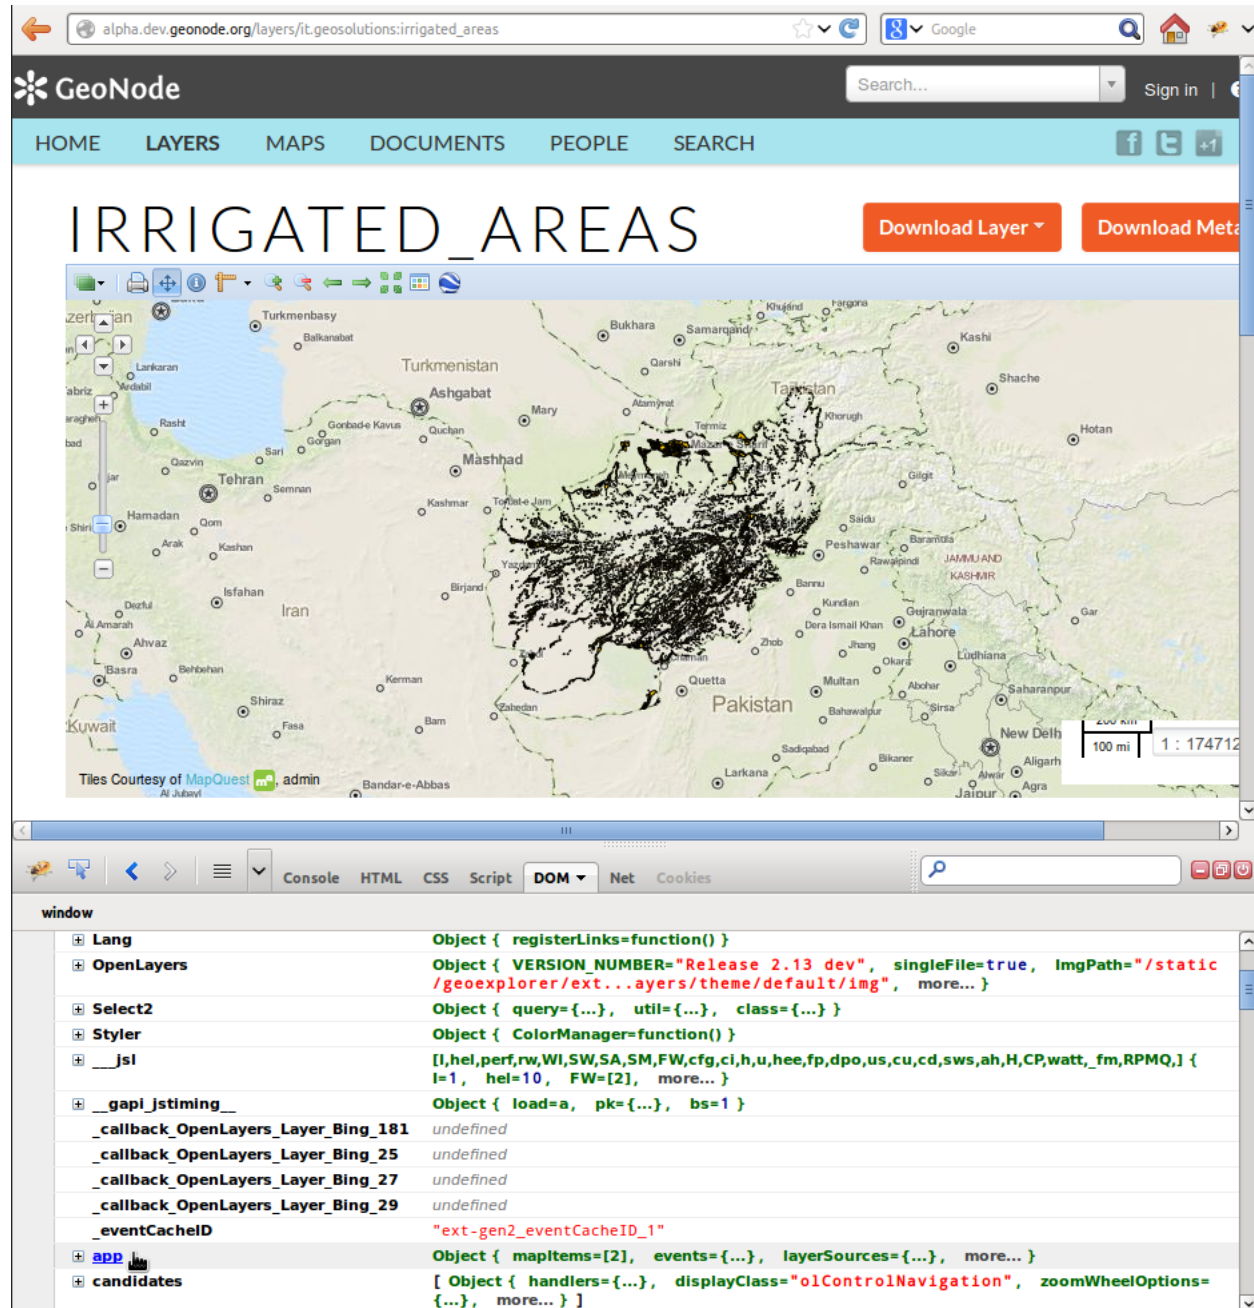 alpha.dev.geonode.org/layers/it.geosolutions:irrigated_areas
Google
GeoNode
Search...
Sign in |
HOME LAYERS MAPS DOCUMENTS PEOPLE SEARCH
+1
IRRIGATED_AREAS
Download Layer
Download Meta
Turkmenbasy
Balkanabat
Bukhara
Samarqand
Khujand
Fargona
Kashi
Lankaran
Ardabil
Turkmenistan
Qarshi
Shache
Ashgabat
Mary
Atamyrat
Khorugh
Rasht
Gonbad-e Kavus
Quchan
Termiz
Hotan
Sari
Gorgan
Qazvin
Mashhad
Tehran
Semnan
Gilgit
Kashmar
Torbat-e Jam
Hamadan
Qom
Saidu
Arak
Kashan
Peshawar
Baramula
Rawalpindi
JAMMU AND
KASHMIR
Birjand
Bannu
Isfahan
Iran
Dezful
Kundian
Gujranwala
Gar
Al Amarah
Dera Ismail Khan
Lahore
Ahvaz
Zhob
Jhang
Ludhiana
Basra
Behbehan
Okara
Kerman
Quetta
Multan
Abohar
Saharanpur
Shiraz
Zahedan
Pakistan
Bahawalpur
Sirsa
Kuwait
Fasa
Bam
New Delh
200 km
100 mi
1 : 174712
Sadiqabad
Bikaner
Aligarh
Tiles Courtesy of MapQuest , admin
Bandar-e-Abbas
Larkana
Sikar
Alwar
Agra
Al Jubayl
Jaipur
Console HTML CSS Script DOM Net Cookies
window
Lang Object { registerLinks=function() }
OpenLayers Object { VERSION_NUMBER="Release 2.13 dev", singleFile=true, ImgPath="/static
/geoexplorer/ext...ayers/theme/default/img", more... }
Select2 Object { query={...}, util={...}, class={...} }
Styler Object { ColorManager=function() }
___jsl [l,hel,perf,rw,WI,SW,SA,SM,FW,cfg,ci,h,u,hee,fp,dpo,us,cu,cd,sws,ah,H,CP,watt,_fm,RPMQ,] {
l=1, hel=10, FW=[2], more... }
__gapi_jstiming__ Object { load=a, pk={...}, bs=1 }
_callback_OpenLayers_Layer_Bing_181 undefined
_callback_OpenLayers_Layer_Bing_25 undefined
_callback_OpenLayers_Layer_Bing_27 undefined
_callback_OpenLayers_Layer_Bing_29 undefined
_eventCacheID "ext-gen2_eventCacheID_1"
app Object { mapItems=[2], events={...}, layerSources={...}, more... }
candidates [ Object { handlers={...}, displayClass="olControlNavigation", zoomWheelOptions=
{...}, more... } ]